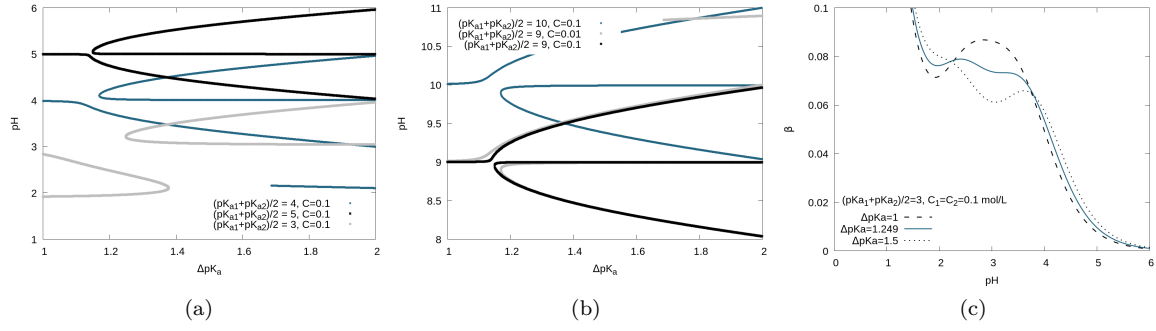 6
5
4
3
2
1
pH
1 1.2 1.4 1.6 1.8 2
ΔpKa
(pKa1+pKa2)/2 = 4, C=0.1
(pKa1+pKa2)/2 = 5, C=0.1
(pKa1+pKa2)/2 = 3, C=0.1
(a)
11
10.5
10
9.5
9
8.5
8
pH
(pKa1+pKa2)/2 = 10, C=0.1
(pKa1+pKa2)/2 = 9, C=0.01
(pKa1+pKa2)/2 = 9, C=0.1
1 1.2 1.4 1.6 1.8 2
ΔpKa
(b)
0.1
0.08
0.06
0.04
0.02
0
β
(pKa1+pKa2)/2=3, C1=C2=0.1 mol/L
ΔpKa=1
ΔpKa=1.249
ΔpKa=1.5
0 1 2 3 4 5 6
pH
(c)